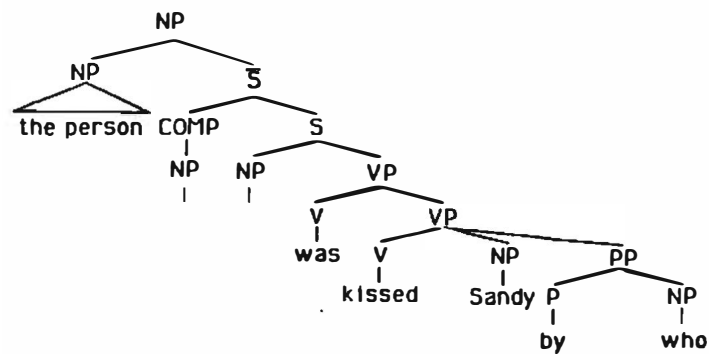 NP
NP S̅
the person COMP S
NP NP VP
V VP
was V NP PP
kissed Sandy P NP
by who